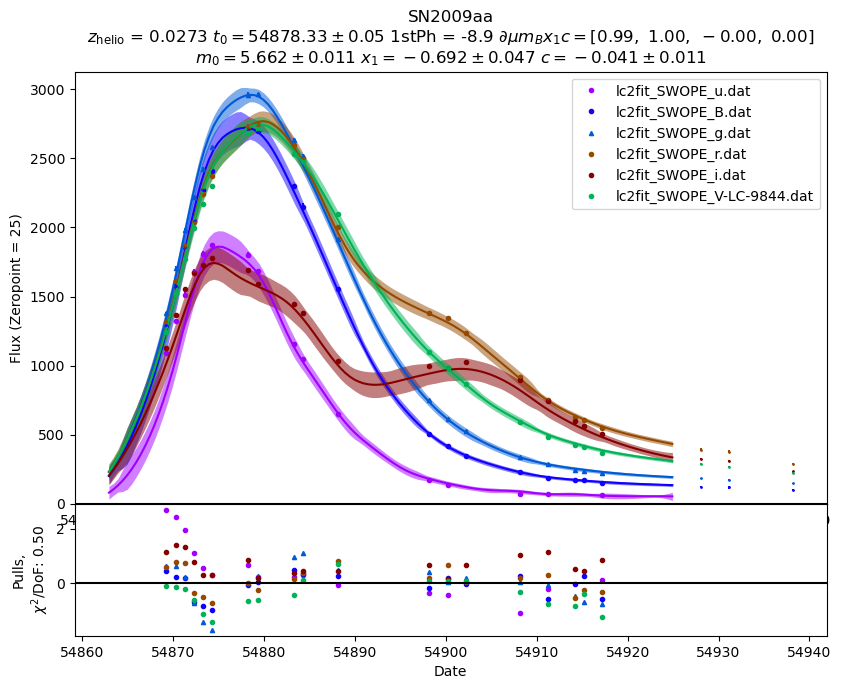 SN2009aa
z_helio = 0.0273 t_0 = 54878.33 ± 0.05 1stPh = -8.9 ∂μm_Bx_1c = [0.99, 1.00, −0.00, 0.00]
m_0 = 5.662 ± 0.011 x_1 = −0.692 ± 0.047 c = −0.041 ± 0.011
lc2fit_SWOPE_u.dat
lc2fit_SWOPE_B.dat
lc2fit_SWOPE_g.dat
lc2fit_SWOPE_r.dat
lc2fit_SWOPE_i.dat
lc2fit_SWOPE_V-LC-9844.dat
Flux (Zeropoint = 25)
3000
2500
2000
1500
1000
500
0
Pulls,
χ²/DoF: 0.50
2
0
54860 54870 54880 54890 54900 54910 54920 54930 54940
Date